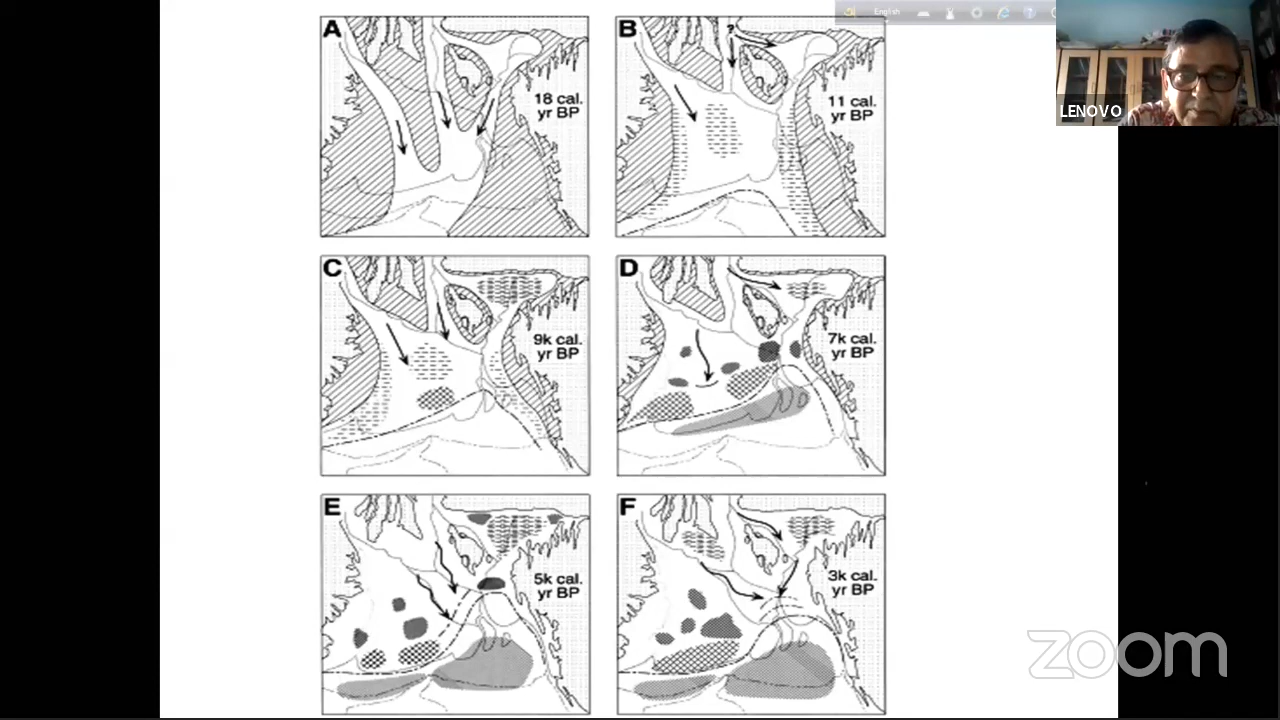 English
A
18 cal.
yr BP
B
?
11 cal.
yr BP
LENOVO
C
9k cal.
yr BP
D
7k cal.
yr BP
E
5k cal.
yr BP
F
3k cal.
yr BP
zoom